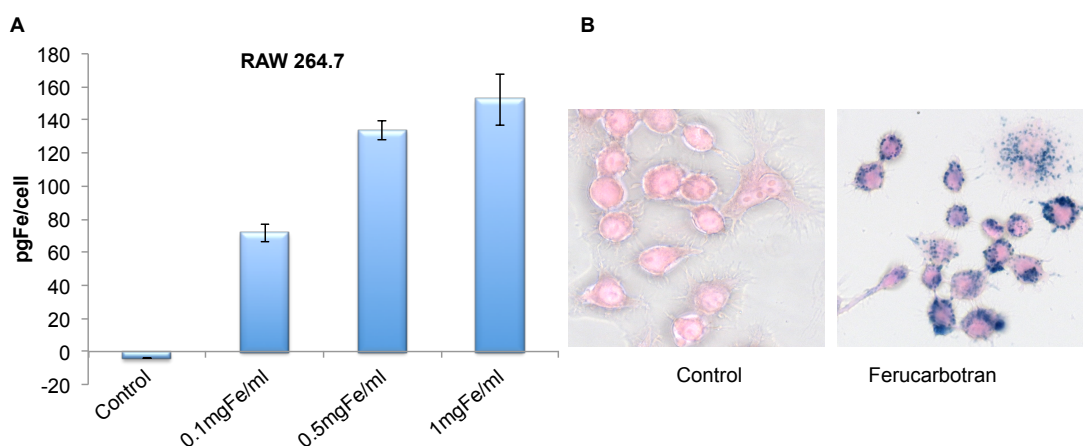 A
B
RAW 264.7
pgFe/cell
180
160
140
120
100
80
60
40
20
0
-20
Control
0.1mgFe/ml
0.5mgFe/ml
1mgFe/ml
Control
Ferucarbotran